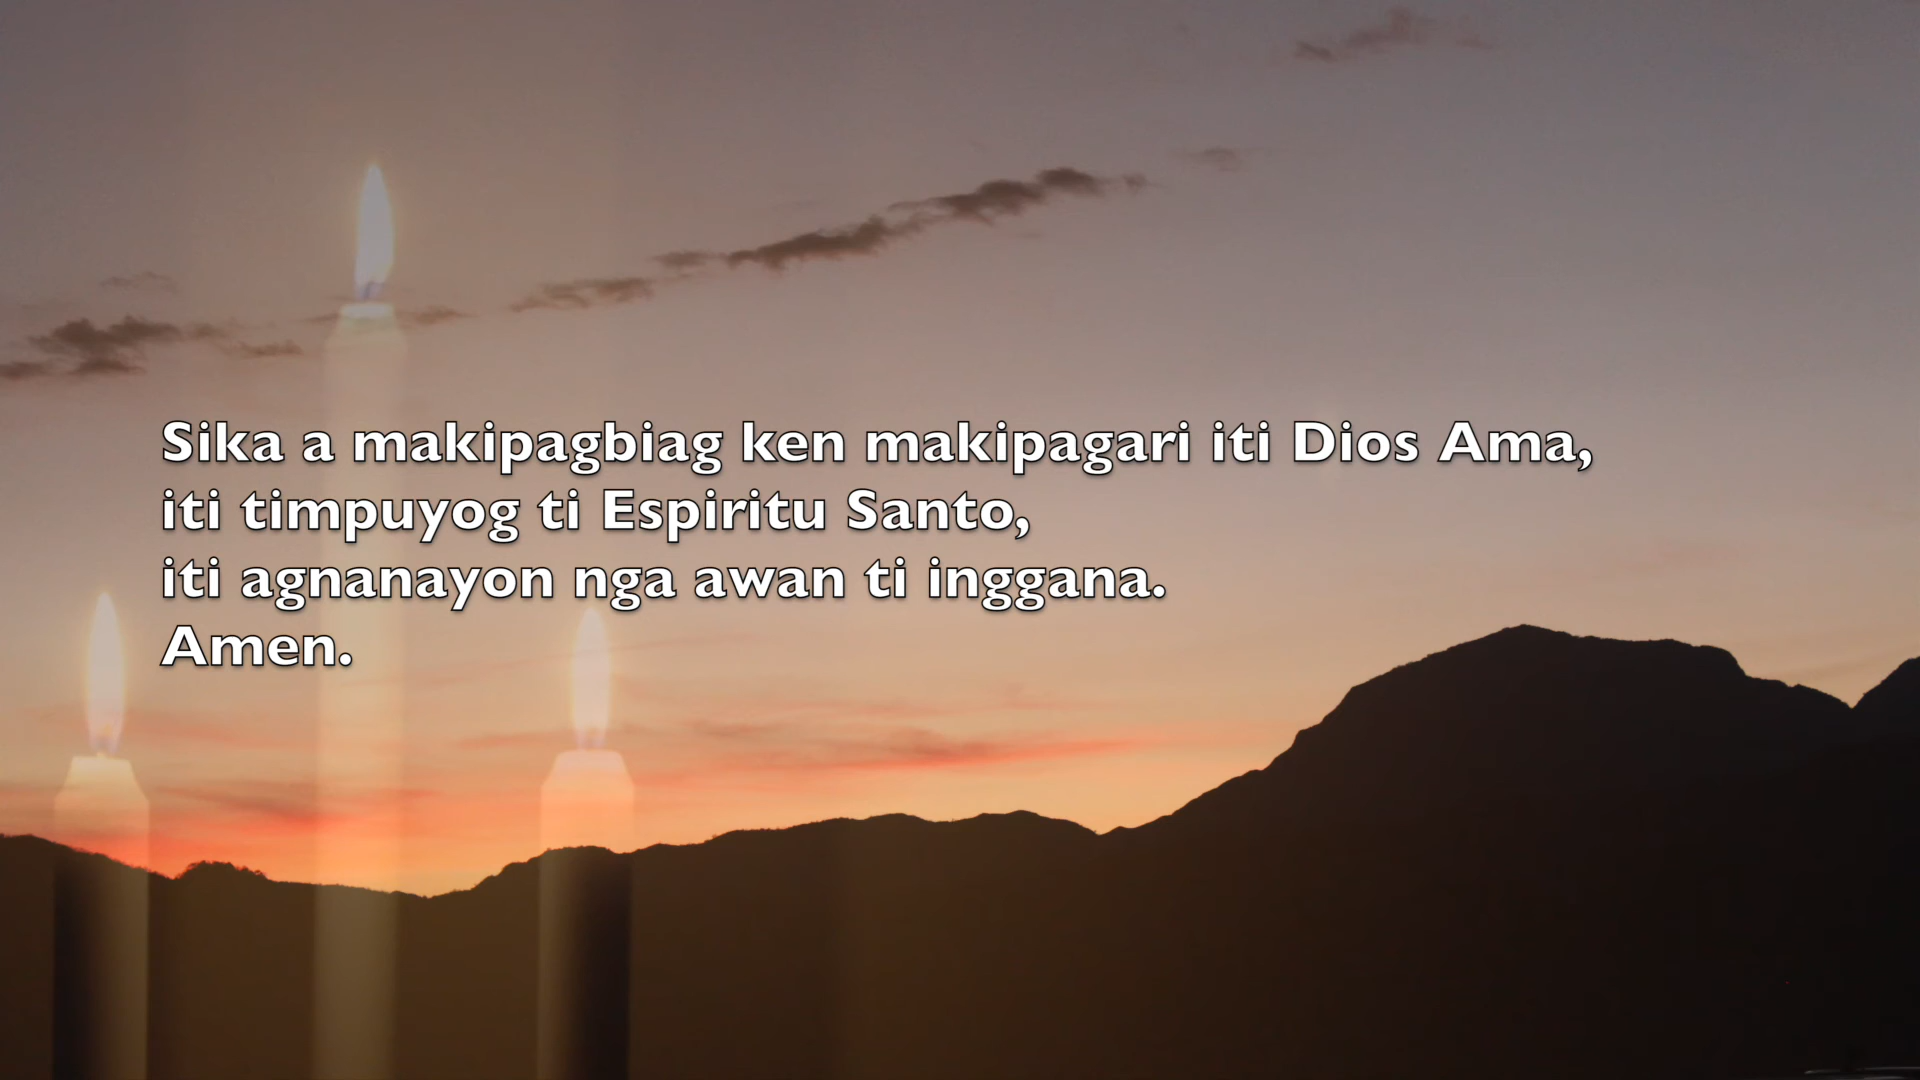 Sika a makipagbiag ken makipagari iti Dios Ama,
iti timpuyog ti Espiritu Santo,
iti agnanayon nga awan ti inggana.
Amen.